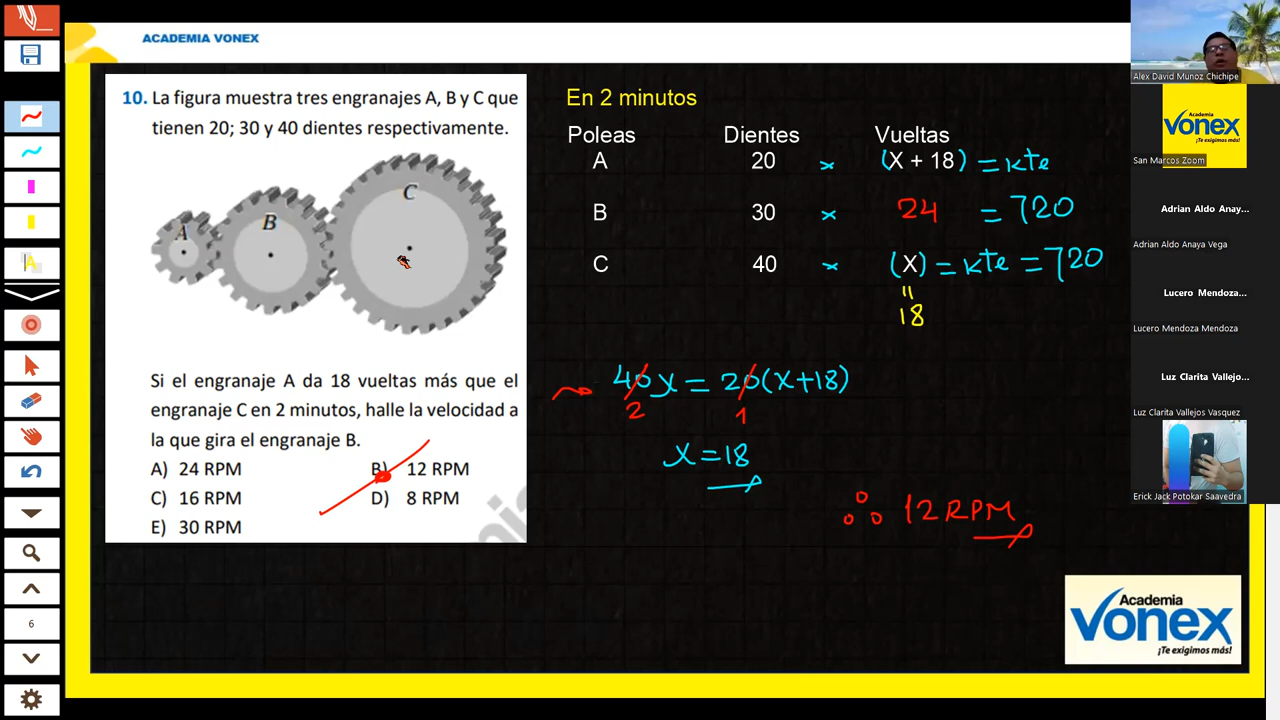 ACADEMIA VONEX
10. La figura muestra tres engranajes A, B y C que
tienen 20; 30 y 40 dientes respectivamente.
A
B
C
Si el engranaje A da 18 vueltas más que el
engranaje C en 2 minutos, halle la velocidad a
la que gira el engranaje B.
A) 24 RPM B) 12 RPM
C) 16 RPM D) 8 RPM
E) 30 RPM
En 2 minutos
Poleas Dientes Vueltas
A 20 × (X + 18) = kte
B 30 × 24 = 720
C 40 × (X) = kte = 720
18
40x = 20(x+18)
2 1
x = 18
∴ 12 RPM
Academia
Vonex
¡Te exigimos más!
Alex David Munoz Chichipe
Academia
Vonex
¡Te exigimos más!
San Marcos Zoom
Adrian Aldo Anay...
Adrian Aldo Anaya Vega
Lucero Mendoza...
Lucero Mendoza Mendoza
Luz Clarita Vallejo...
Luz Clarita Vallejos Vasquez
Erick Jack Potokar Saavedra
A
6